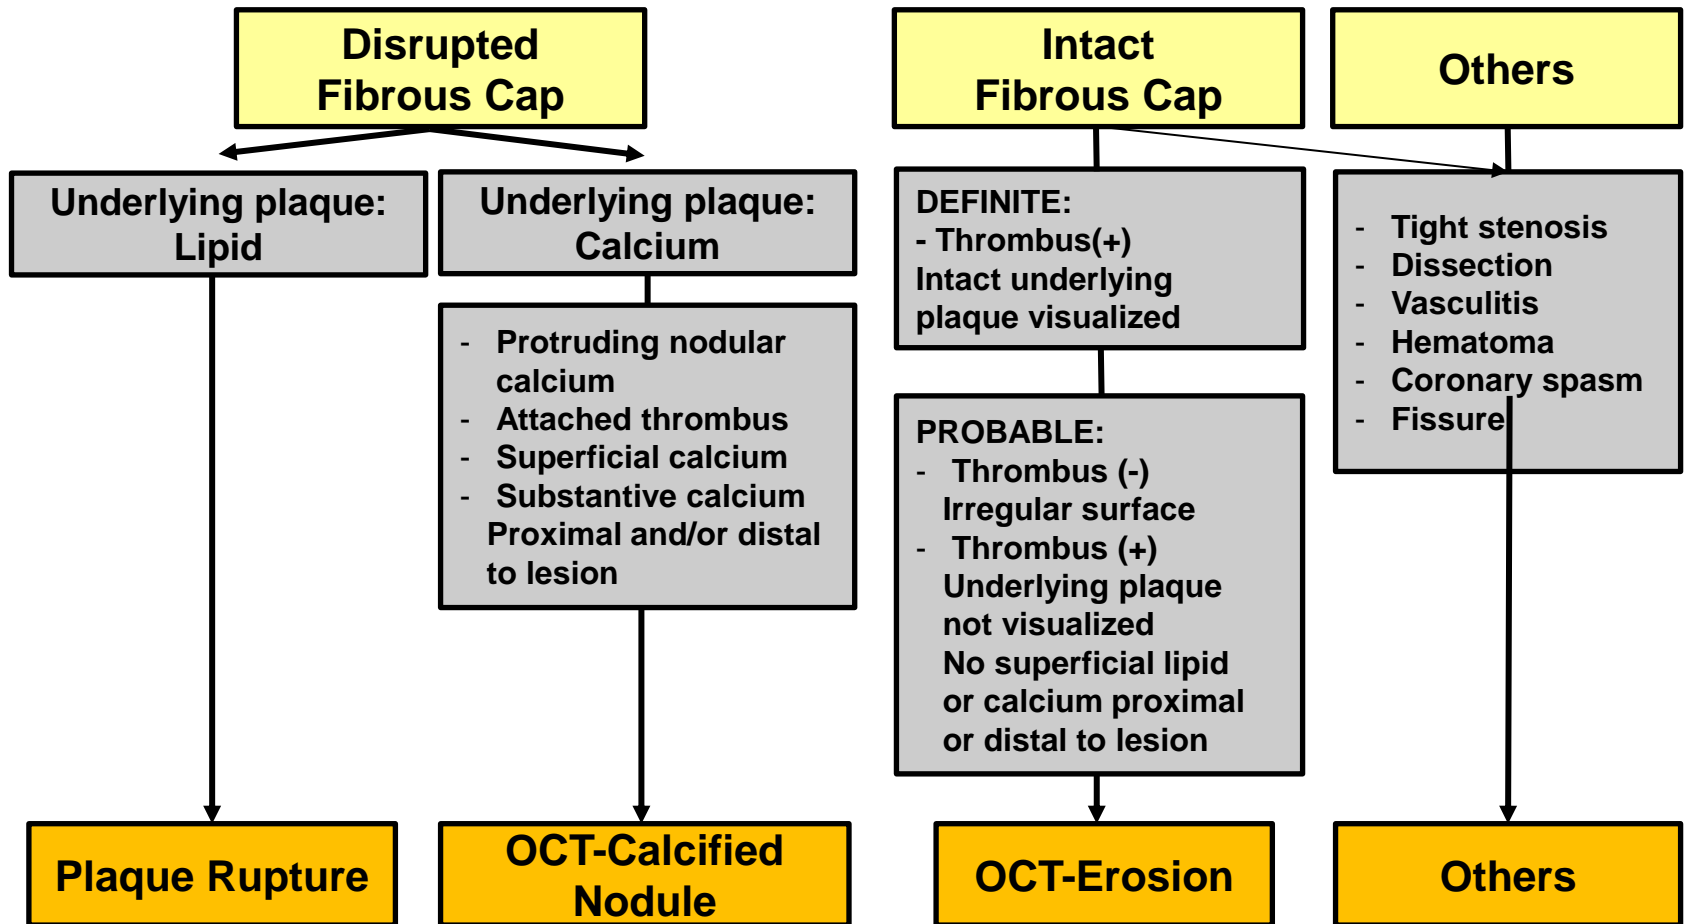 Disrupted
Fibrous Cap
Intact
Fibrous Cap
Others
Underlying plaque:
Lipid
Underlying plaque:
Calcium
- Protruding nodular
calcium
- Attached thrombus
- Superficial calcium
- Substantive calcium
Proximal and/or distal
to lesion
DEFINITE:
- Thrombus(+)
Intact underlying
plaque visualized
PROBABLE:
- Thrombus (-)
Irregular surface
- Thrombus (+)
Underlying plaque
not visualized
No superficial lipid
or calcium proximal
or distal to lesion
- Tight stenosis
- Dissection
- Vasculitis
- Hematoma
- Coronary spasm
- Fissure
Plaque Rupture
OCT-Calcified
Nodule
OCT-Erosion
Others